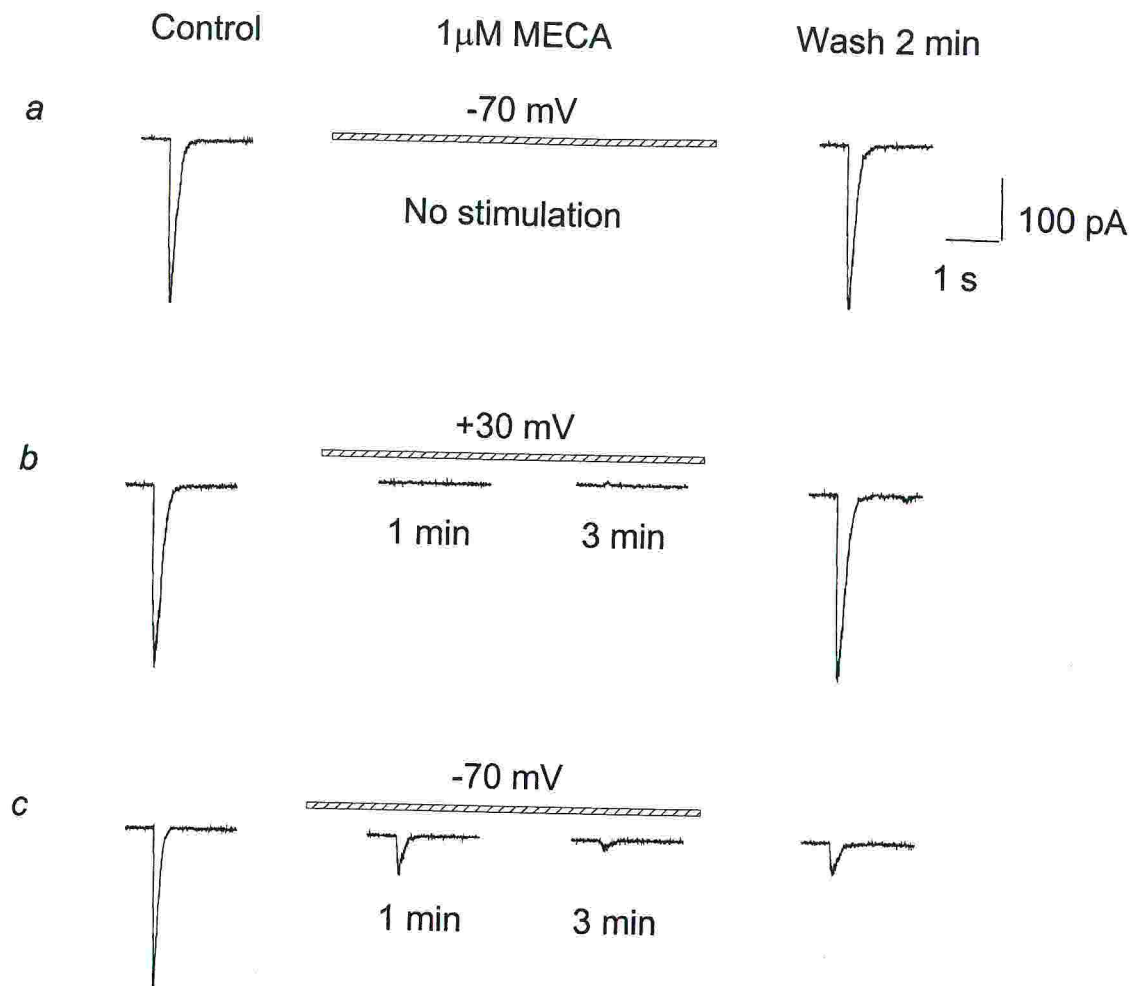 Control 1μM MECA Wash 2 min
a
-70 mV
No stimulation
100 pA
1 s
b
+30 mV
1 min 3 min
c
-70 mV
1 min 3 min